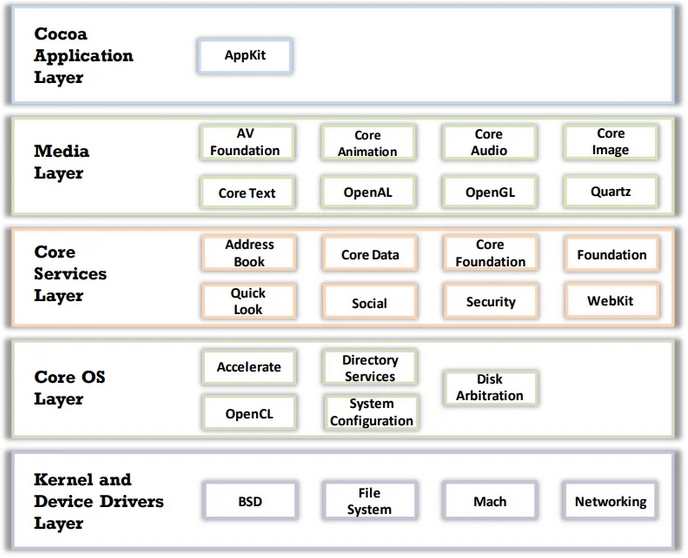 Cocoa
Application
Layer
AppKit
Media
Layer
AV
Foundation
Core
Animation
Core
Audio
Core
Image
Core Text
OpenAL
OpenGL
Quartz
Core
Services
Layer
Address
Book
Core Data
Core
Foundation
Foundation
Quick
Look
Social
Security
WebKit
Core OS
Layer
Accelerate
Directory
Services
Disk
Arbitration
OpenCL
System
Configuration
Kernel and
Device Drivers
Layer
BSD
File
System
Mach
Networking